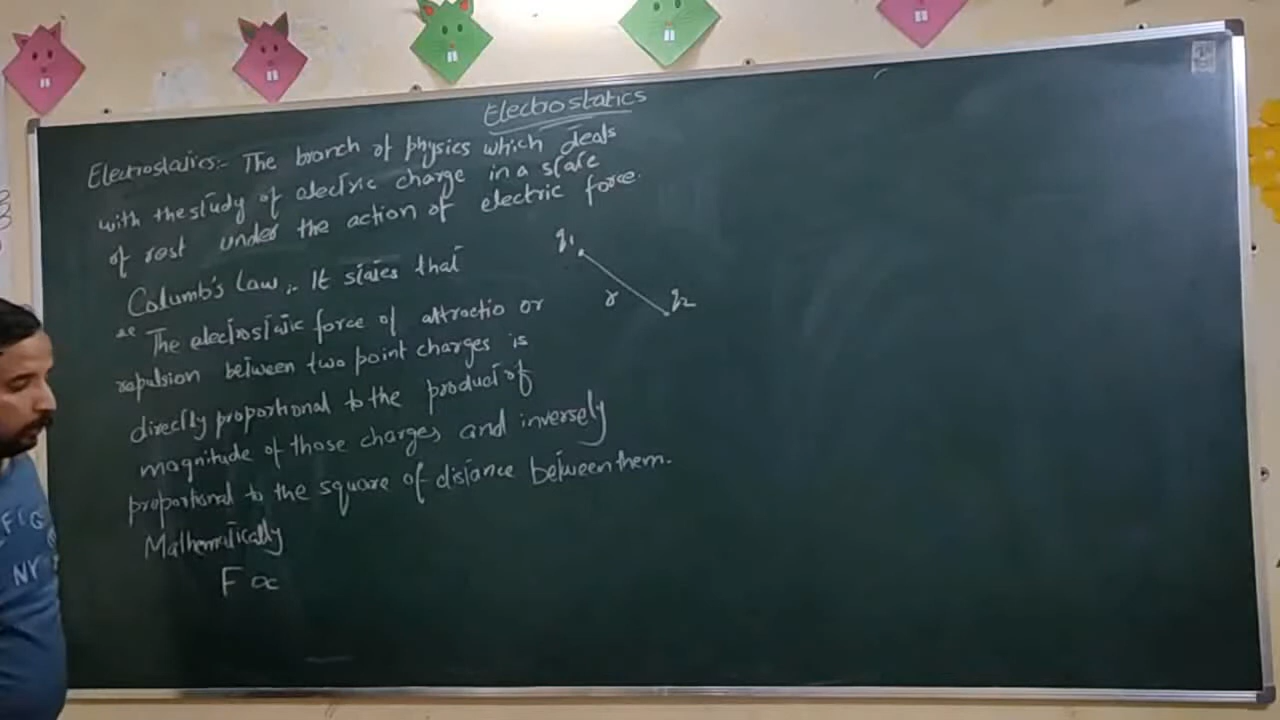 Electrostatics
Electrostatics:- The branch of physics which deals
with the study of electric charge in a state
of rest under the action of electric force.
Columb's Law:- It states that
"The electrostatic force of attractio or
repulsion between two point charges is
directly proportional to the product of
magnitude of those charges and inversely
proportional to the square of distance between them.
Mathematically
F ∝
q₁
r
q₂
NY